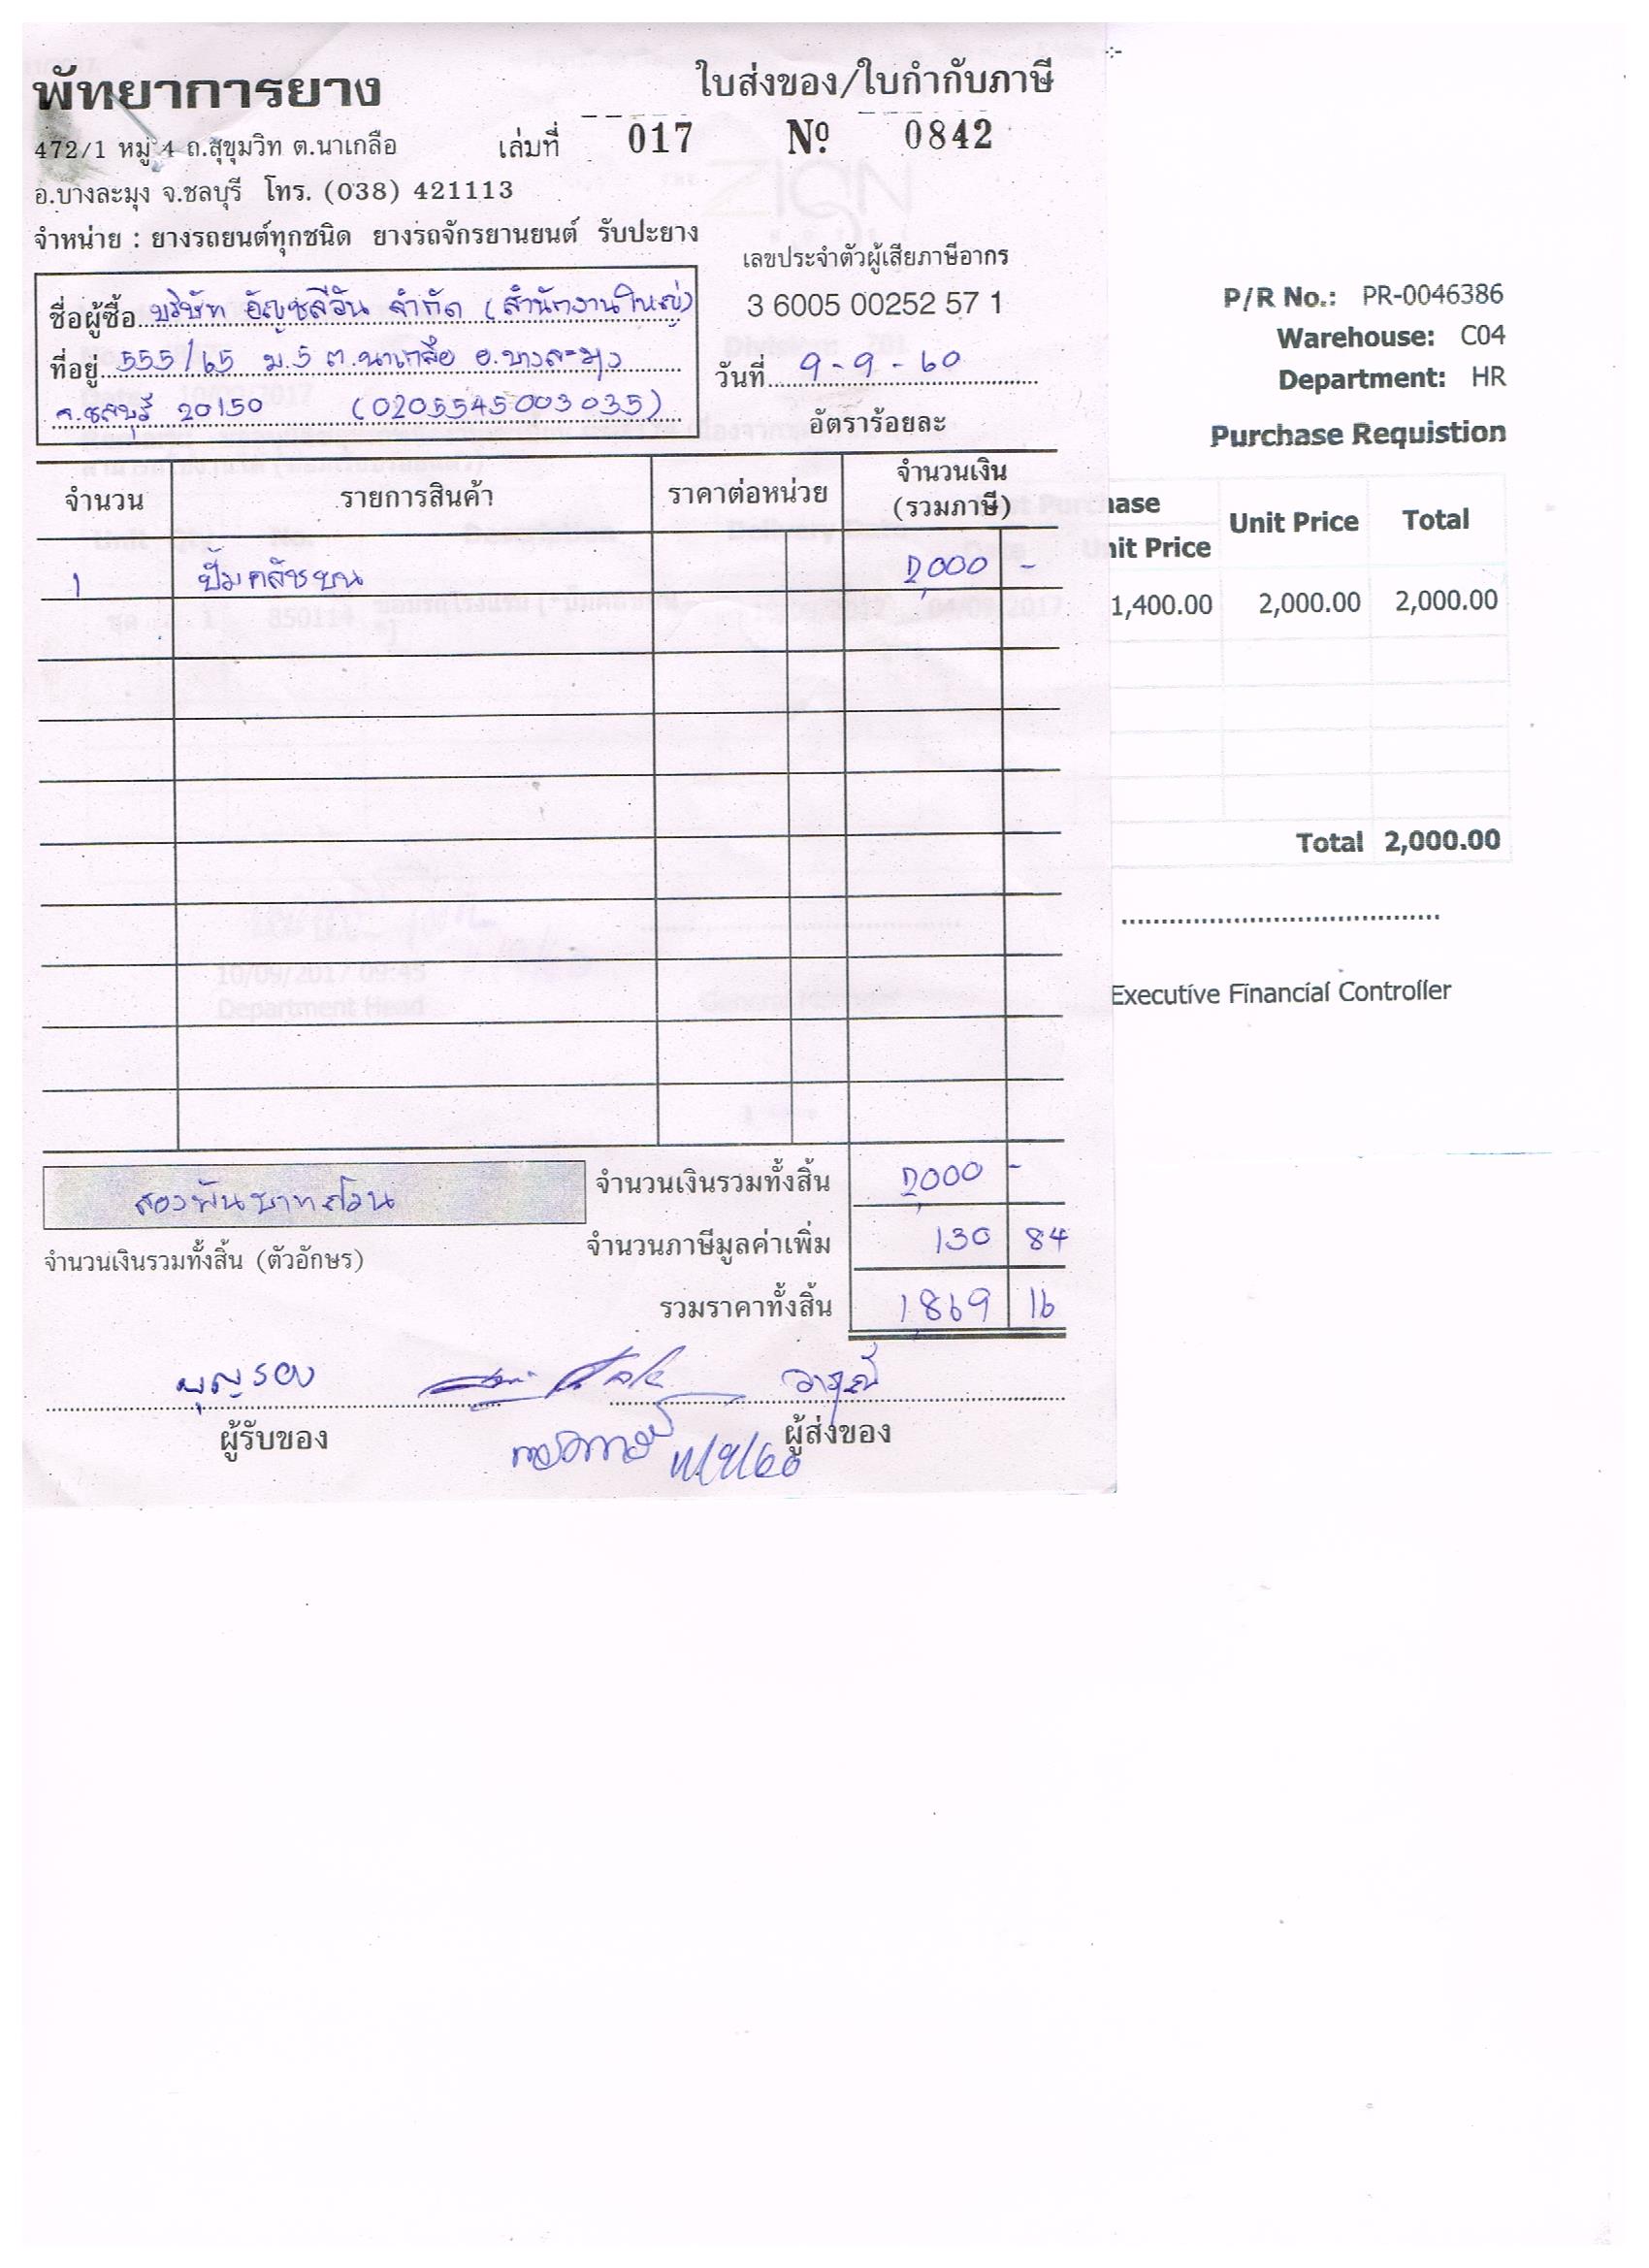 พัทยาการยาง
ใบส่งของ/ใบกำกับภาษี
472/1 หมู่ 4 ถ.สุขุมวิท ต.นาเกลือ
เล่มที่ 017 Nº 0842
อ.บางละมุง จ.ชลบุรี โทร. (038) 421113
จำหน่าย : ยางรถยนต์ทุกชนิด ยางรถจักรยานยนต์ รับปะยาง
เลขประจำตัวผู้เสียภาษีอากร
3 6005 00252 57 1
ชื่อผู้ซื้อ บริษัท อัญชลีวัน จำกัด (สำนักงานใหญ่)
ที่อยู่ 555/65 ม.5 ต.นาเกลือ อ.บางละมุง
จ.ชลบุรี 20150 (0205545003035)
วันที่ 9-9-60
อัตราร้อยละ
จำนวน รายการสินค้า ราคาต่อหน่วย จำนวนเงิน
(รวมภาษี)
1 ปั้มคลัชบน 2,000 -
จำนวนเงินรวมทั้งสิ้น 2,000 -
สองพันบาทถ้วน
จำนวนภาษีมูลค่าเพิ่ม 130 84
จำนวนเงินรวมทั้งสิ้น (ตัวอักษร)
รวมราคาทั้งสิ้น 1,869 16
บุญรอง
ผู้รับของ
ผู้ส่งของ
11/9/60
P/R No.: PR-0046386
Warehouse: C04
Department: HR
Purchase Requistion
Unit Price Total
1,400.00 2,000.00 2,000.00
Total 2,000.00
Executive Financial Controller